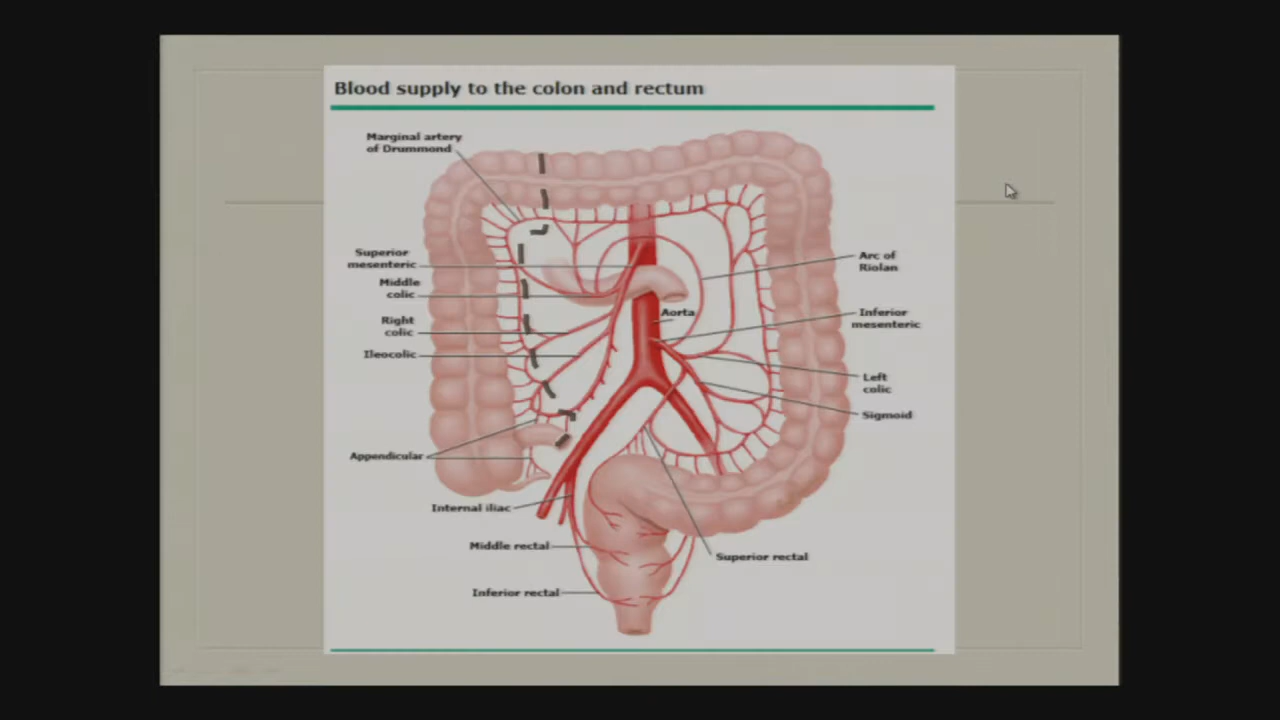 Blood supply to the colon and rectum
Marginal artery
of Drummond
Superior
mesenteric
Middle
colic
Right
colic
Ileocolic
Appendicular
Internal iliac
Middle rectal
Inferior rectal
Arc of
Riolan
Aorta
Inferior
mesenteric
Left
colic
Sigmoid
Superior rectal